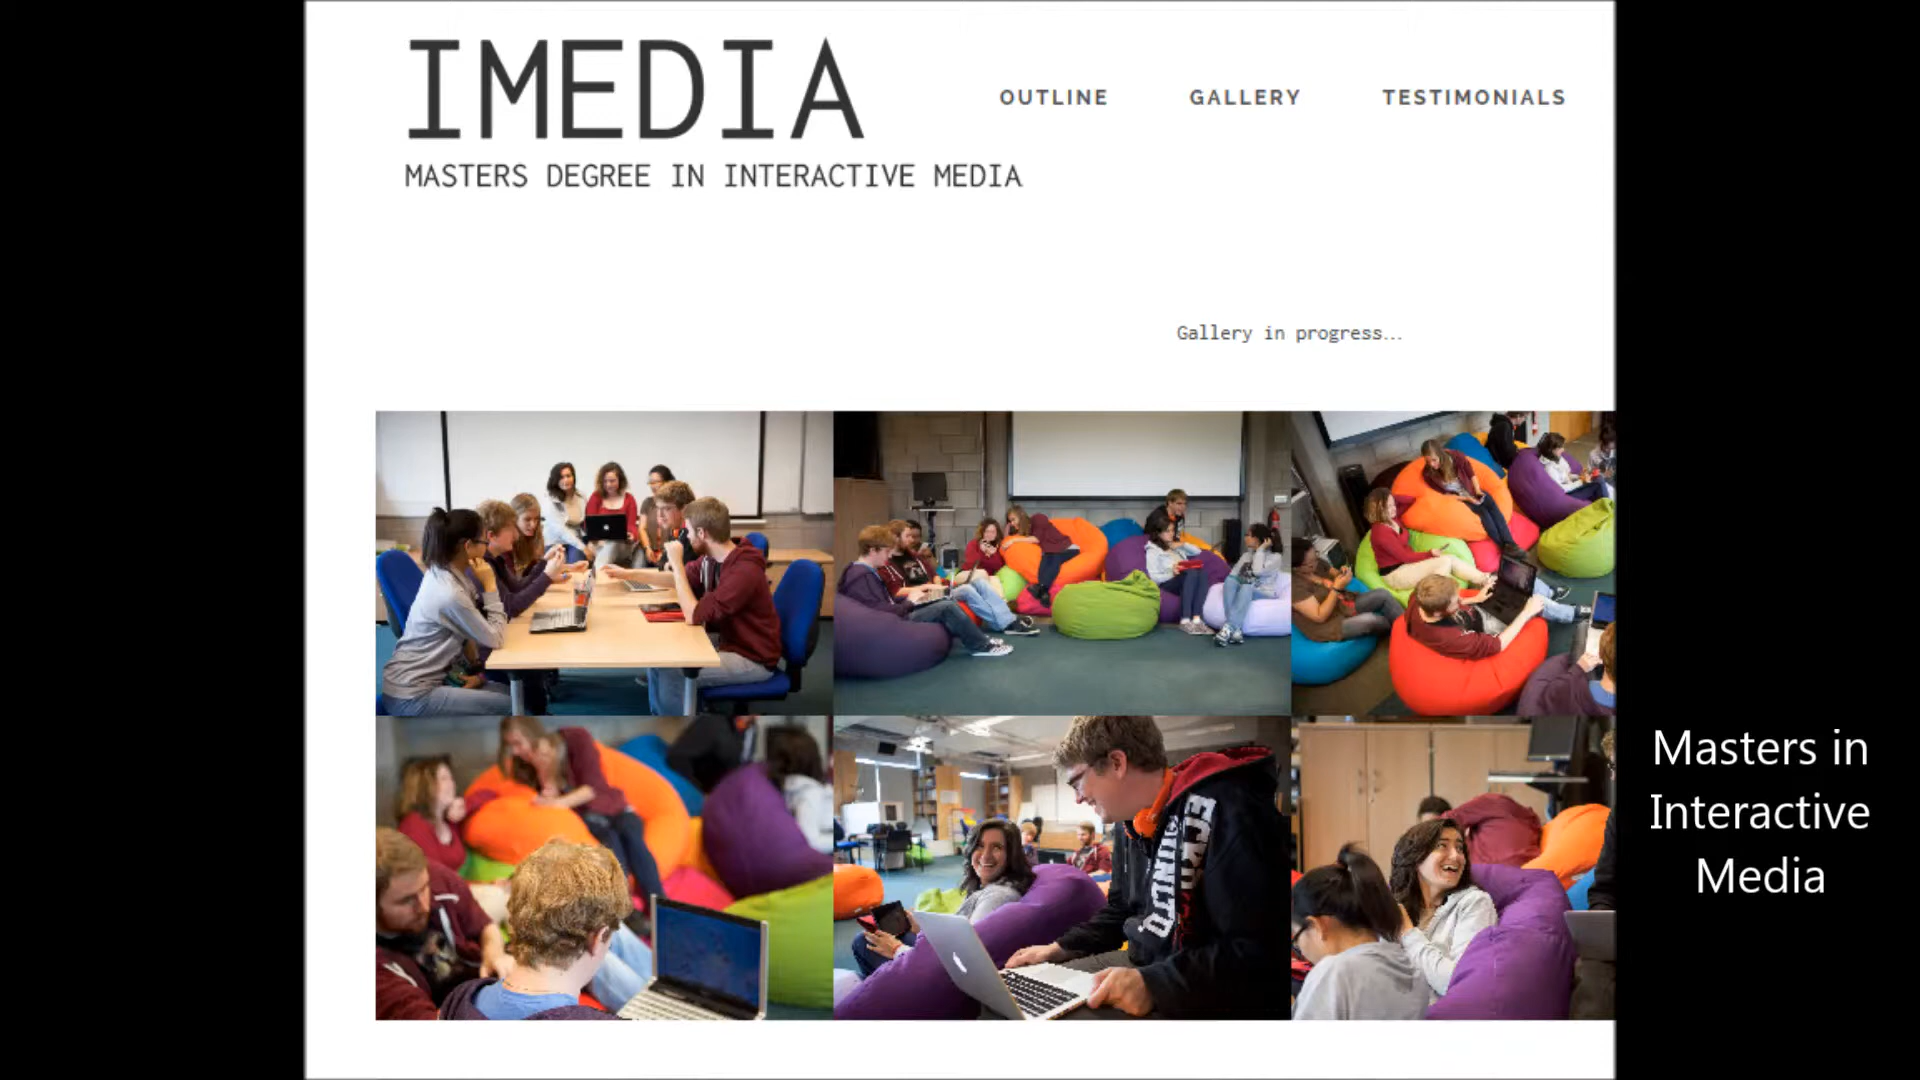 IMEDIA
OUTLINE GALLERY TESTIMONIALS
MASTERS DEGREE IN INTERACTIVE MEDIA
Gallery in progress...
Masters in
Interactive
Media